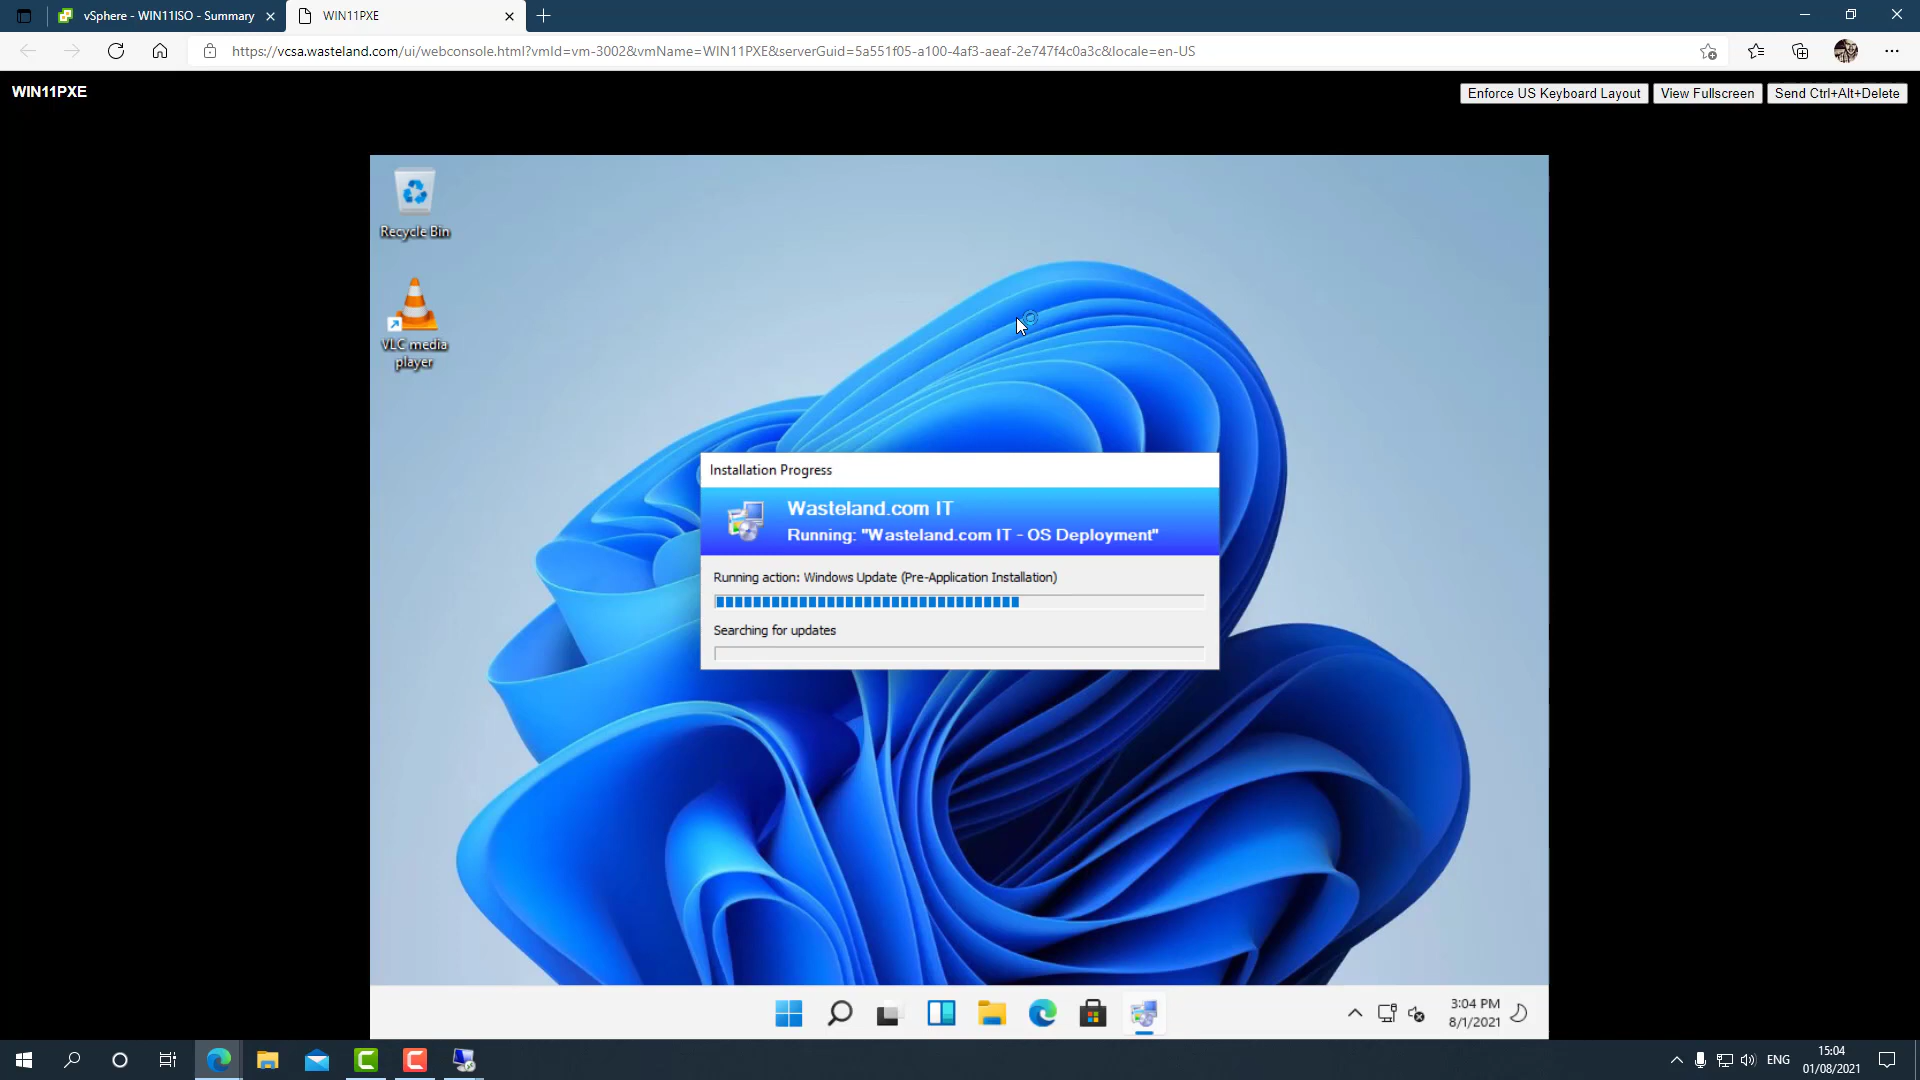 vSphere - WIN11ISO - Summary
WIN11PXE
https://vcsa.wasteland.com/ui/webconsole.html?vmId=vm-3002&vmName=WIN11PXE&serverGuid=5a551f05-a100-4af3-aeaf-2e747f4c0a3c&locale=en-US
WIN11PXE
Enforce US Keyboard Layout
View Fullscreen
Send Ctrl+Alt+Delete
Recycle Bin
VLC media
player
Installation Progress
Wasteland.com IT
Running: "Wasteland.com IT - OS Deployment"
Running action: Windows Update (Pre-Application Installation)
Searching for updates
3:04 PM
8/1/2021
ENG
15:04
01/08/2021